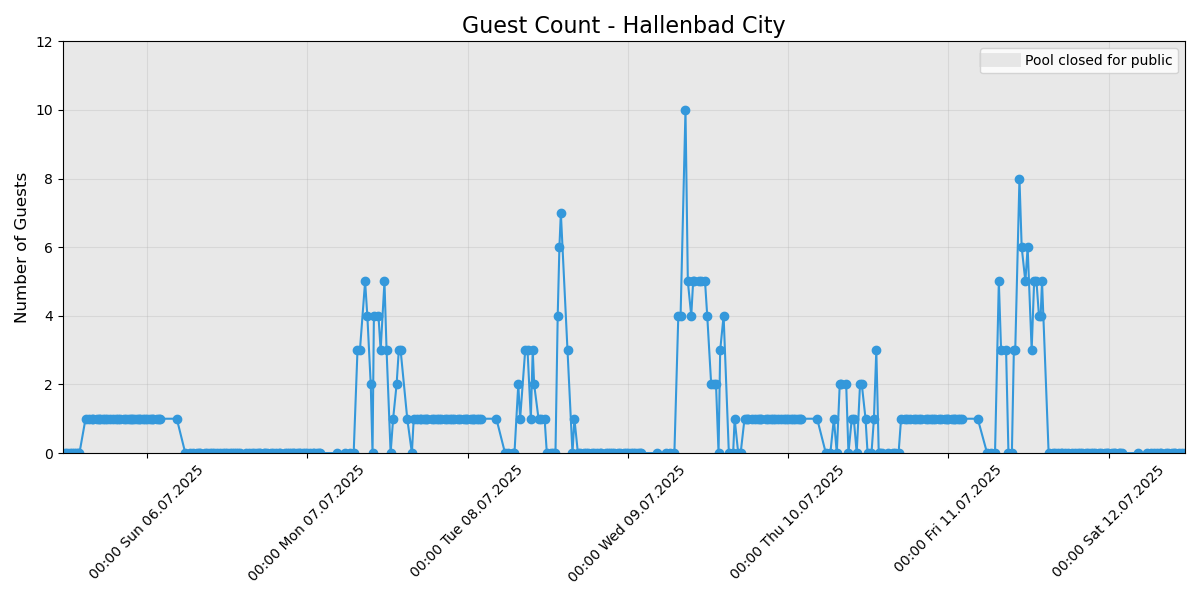 Guest Count - Hallenbad City
Pool closed for public
Number of Guests
12
10
8
6
4
2
0
00:00 Sun 06.07.2025
00:00 Mon 07.07.2025
00:00 Tue 08.07.2025
00:00 Wed 09.07.2025
00:00 Thu 10.07.2025
00:00 Fri 11.07.2025
00:00 Sat 12.07.2025